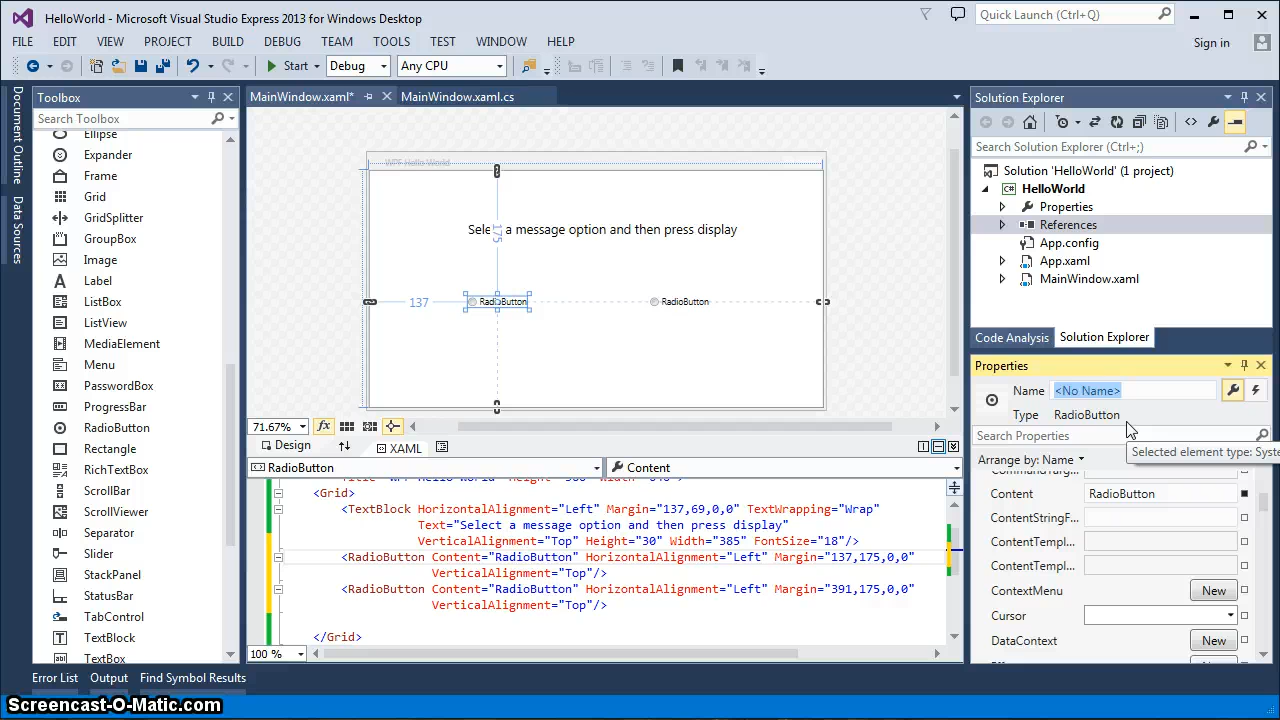 HelloWorld - Microsoft Visual Studio Express 2013 for Windows Desktop
Quick Launch (Ctrl+Q)
FILE EDIT VIEW PROJECT BUILD DEBUG TEAM TOOLS TEST WINDOW HELP
Sign in
Start Debug Any CPU
Document Outline
Data Sources
Toolbox
Search Toolbox
Ellipse
Expander
Frame
Grid
GridSplitter
GroupBox
Image
Label
ListBox
ListView
MediaElement
Menu
PasswordBox
ProgressBar
RadioButton
Rectangle
RichTextBox
ScrollBar
ScrollViewer
Separator
Slider
StackPanel
StatusBar
TabControl
TextBlock
TextBox
MainWindow.xaml* MainWindow.xaml.cs
WPF Hello World
Select a message option and then press display
175
137
RadioButton RadioButton
71.67%
Design XAML
RadioButton Content
<Grid>
<TextBlock HorizontalAlignment="Left" Margin="137,69,0,0" TextWrapping="Wrap"
Text="Select a message option and then press display"
VerticalAlignment="Top" Height="30" Width="385" FontSize="18"/>
<RadioButton Content="RadioButton" HorizontalAlignment="Left" Margin="137,175,0,0"
VerticalAlignment="Top"/>
<RadioButton Content="RadioButton" HorizontalAlignment="Left" Margin="391,175,0,0"
VerticalAlignment="Top"/>
</Grid>
100 %
Solution Explorer
Search Solution Explorer (Ctrl+;)
Solution 'HelloWorld' (1 project)
C# HelloWorld
Properties
References
App.config
App.xaml
MainWindow.xaml
Code Analysis Solution Explorer
Properties
Name <No Name>
Type RadioButton
Search Properties
Selected element type: Syste
Arrange by: Name
CommandTarg...
Content RadioButton
ContentStringF...
ContentTempl...
ContentTempl...
ContextMenu New
Cursor
DataContext New
Error List Output Find Symbol Results
Screencast-O-Matic.com